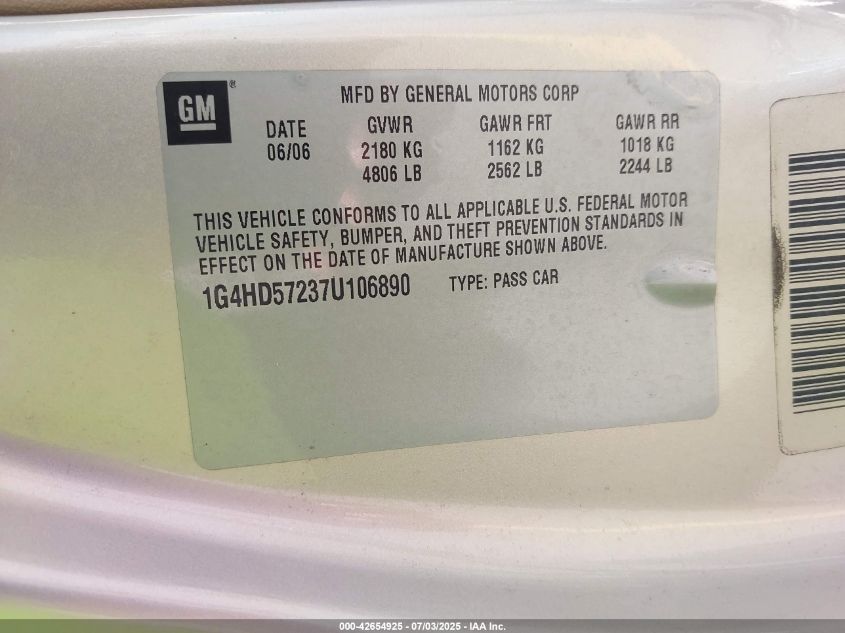 GM®
MFD BY GENERAL MOTORS CORP
DATE GVWR GAWR FRT GAWR RR
06/06 2180 KG 1162 KG 1018 KG
4806 LB 2562 LB 2244 LB
THIS VEHICLE CONFORMS TO ALL APPLICABLE U.S. FEDERAL MOTOR
VEHICLE SAFETY, BUMPER, AND THEFT PREVENTION STANDARDS IN
EFFECT ON THE DATE OF MANUFACTURE SHOWN ABOVE.
1G4HD57237U106890 TYPE: PASS CAR
000-42654925 - 07/03/2025 - IAA Inc.